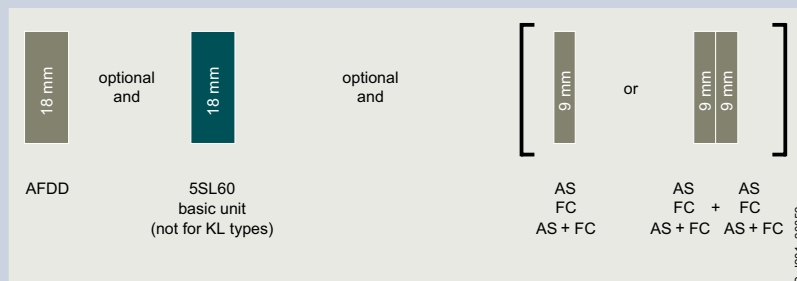 18 mm
optional
and
18 mm
optional
and
9 mm
or
9 mm
9 mm
AFDD
5SL60
basic unit
(not for KL types)
AS
FC
AS + FC
AS AS
FC + FC
AS + FC AS + FC